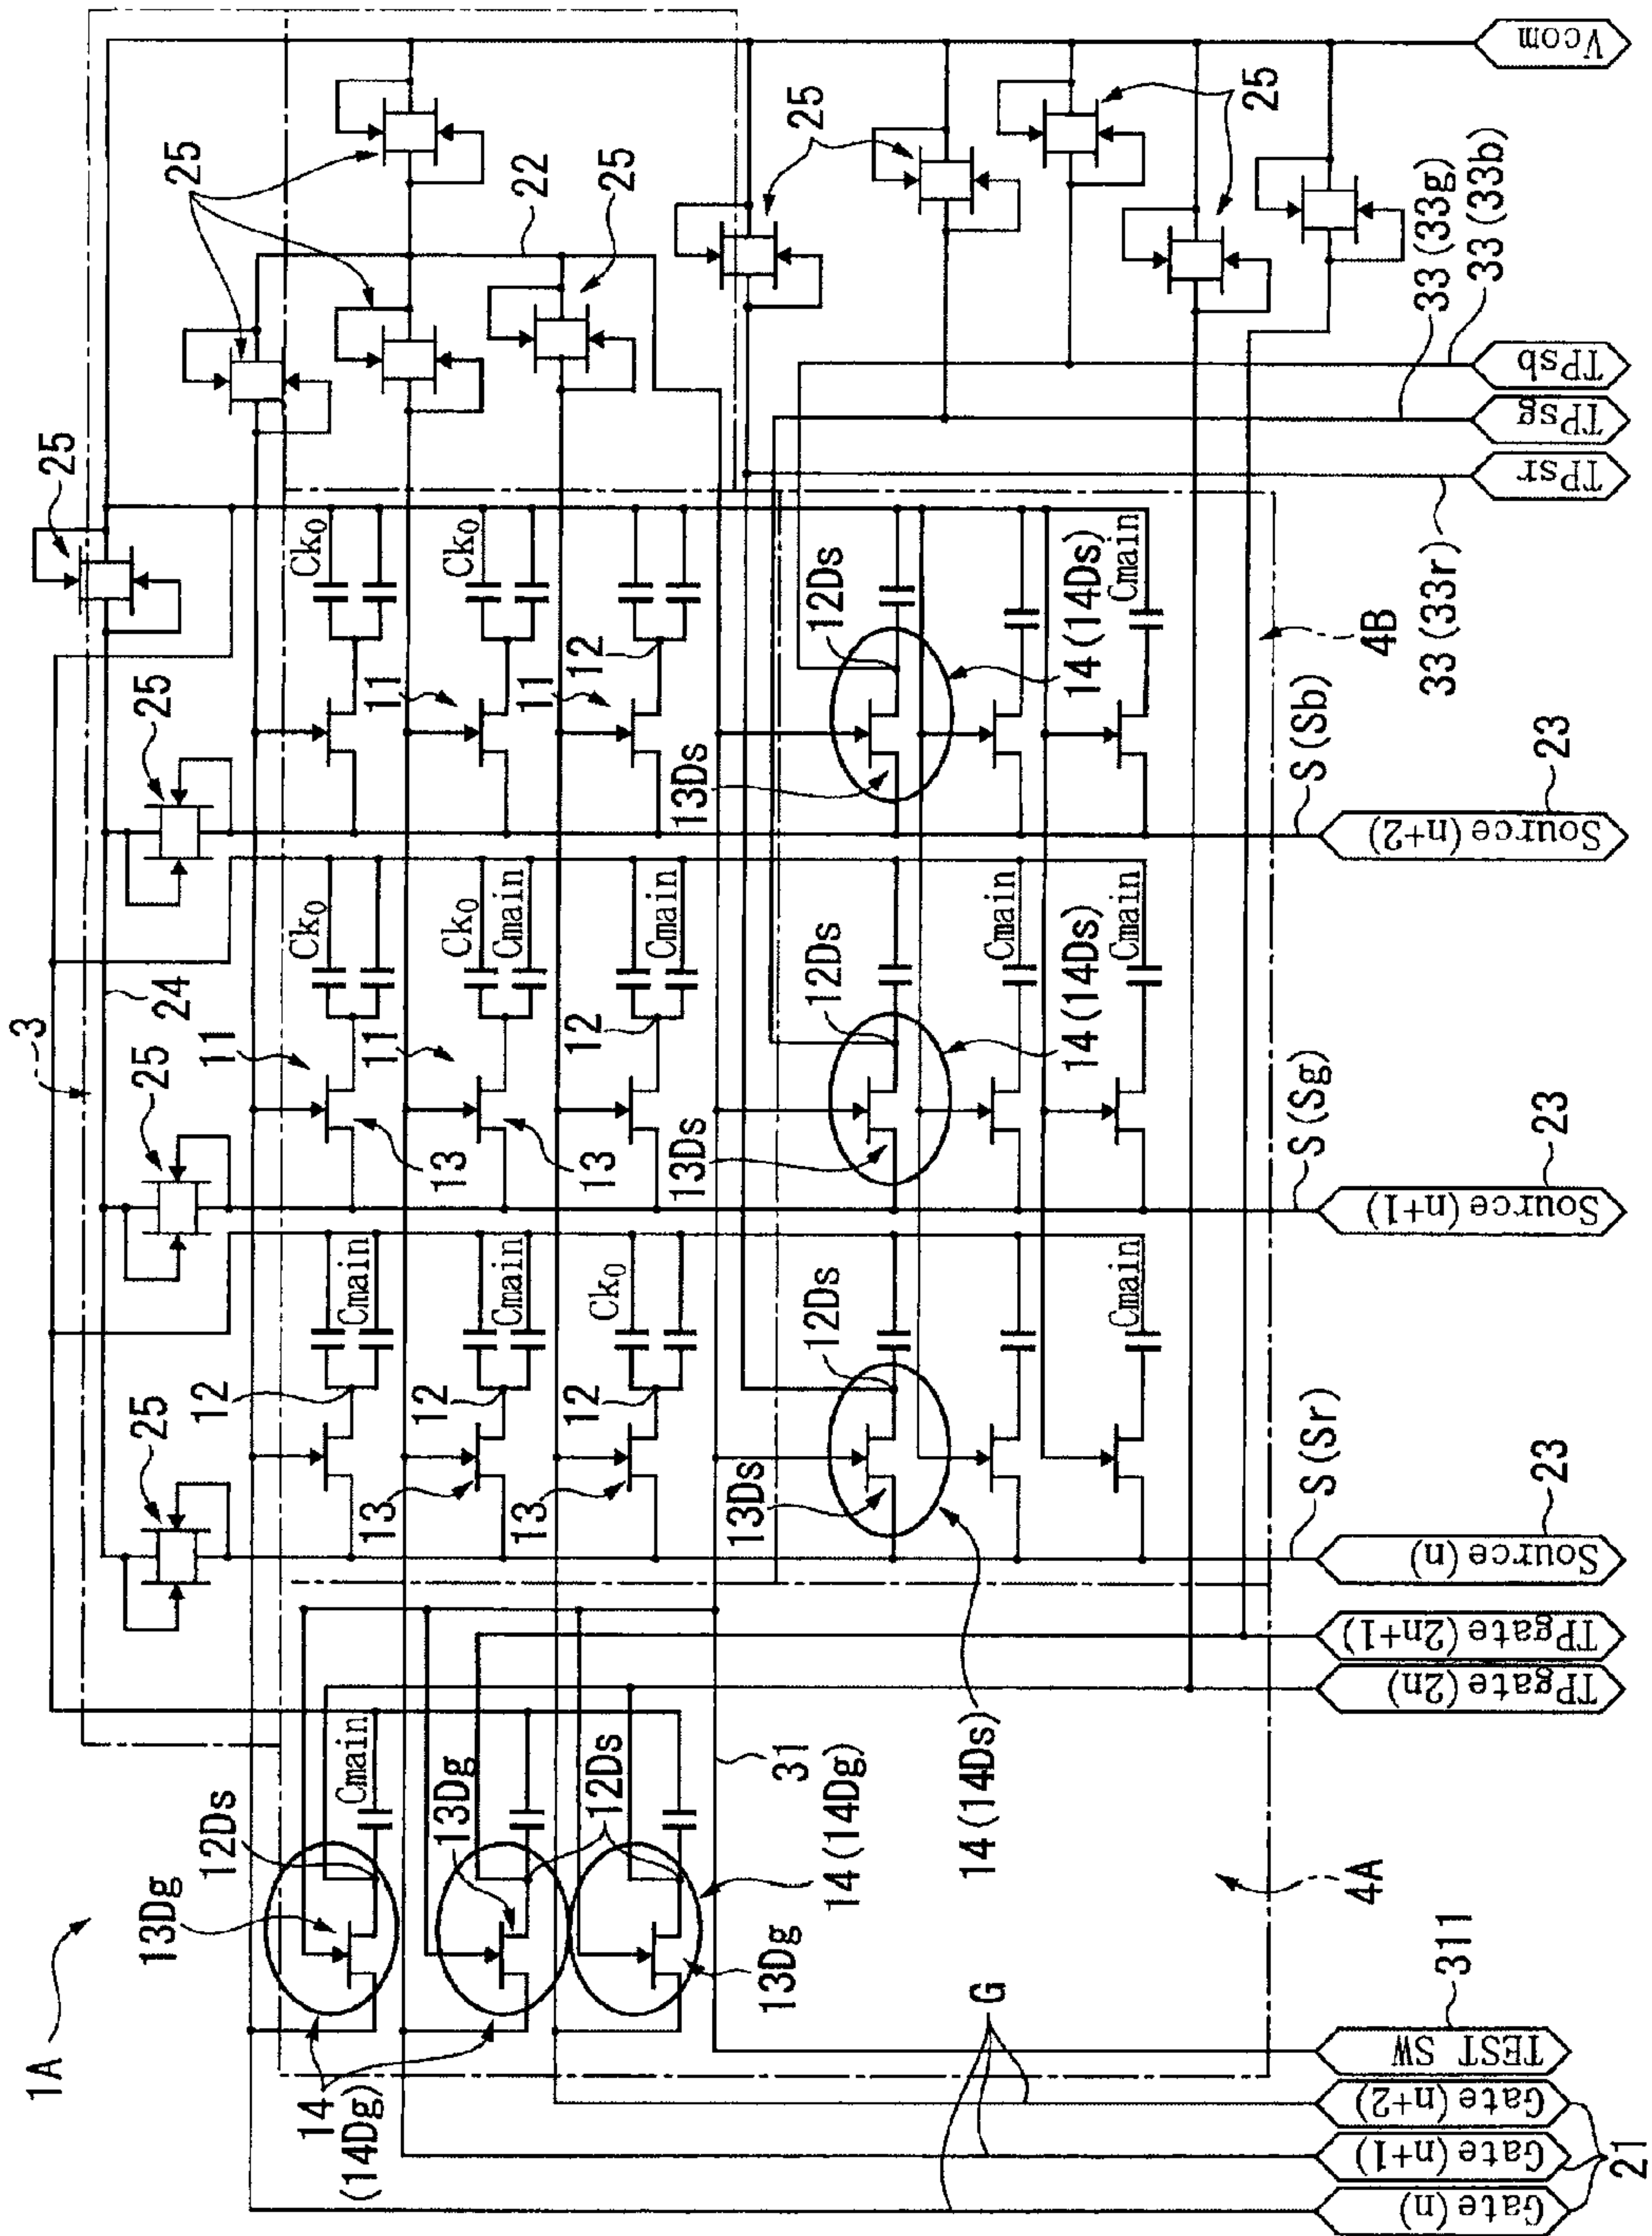 1A
3
25
25
25
25
25
25
25
25
25
24
22
Vcom
13Dg
12Ds
Cmain
14
(14Dg)
13Dg
12Ds
13Dg
14 (14Dg)
31
12
Cmain
13
12
Cmain
13
12
Ck0
11
Ck0
13
11
Ck0
Cmain
13
12
Cmain
Ck0
11
Ck0
11
12
13Ds
12Ds
14 (14Ds)
13Ds
12Ds
14 (14Ds)
13Ds
12Ds
14 (14Ds)
Cmain
Cmain
Cmain
Cmain
4A
4B
33 (33r)
33 (33g)
33 (33b)
G
S (Sr)
S (Sg)
S (Sb)
311
23
23
23
Gate (n)
Gate (n+1)
Gate (n+2)
TEST SW
TPgate (2n)
TPgate (2n+1)
Source (n)
Source (n+1)
Source (n+2)
TPsr
TPsg
TPsb
21